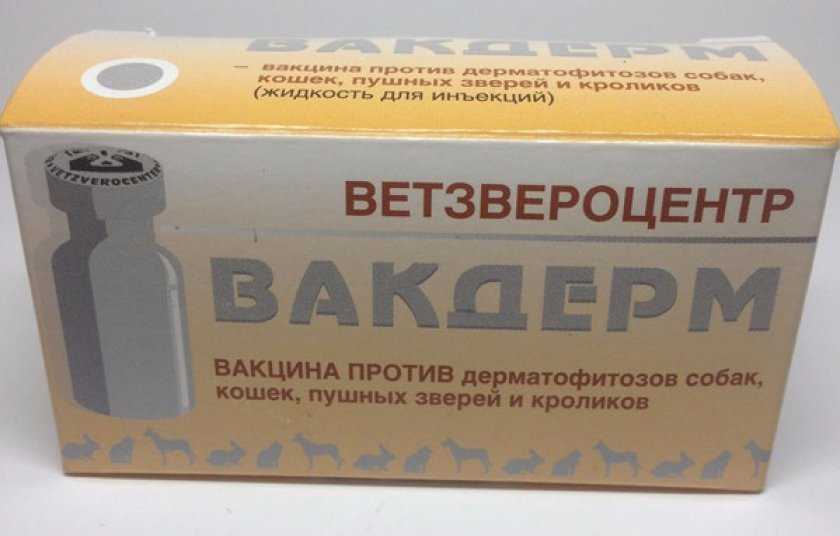 ВАКДЕРМ
– вакцина против дерматофитозов собак,
кошек, пушных зверей и кроликов
(жидкость для инъекций)
VETZVEROCENTER
ВЕТЗВЕРОЦЕНТР
ВАКДЕРМ
ВАКЦИНА ПРОТИВ дерматофитозов собак,
кошек, пушных зверей и кроликов